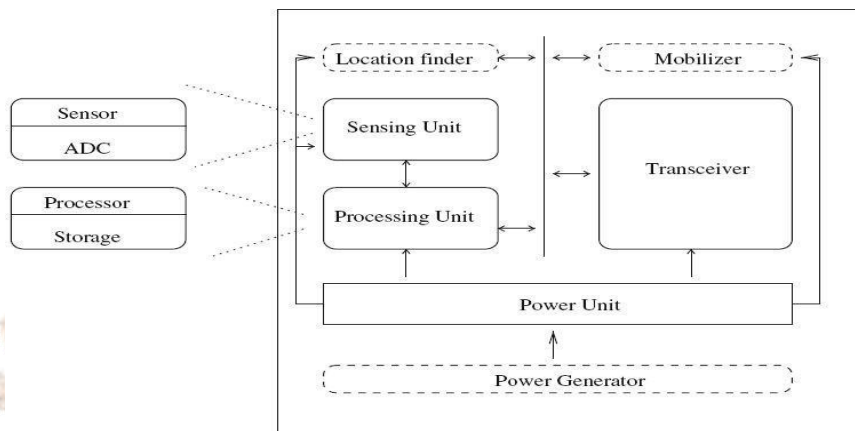 Location finder
Mobilizer
Sensor
ADC
Sensing Unit
Transceiver
Processor
Storage
Processing Unit
Power Unit
Power Generator